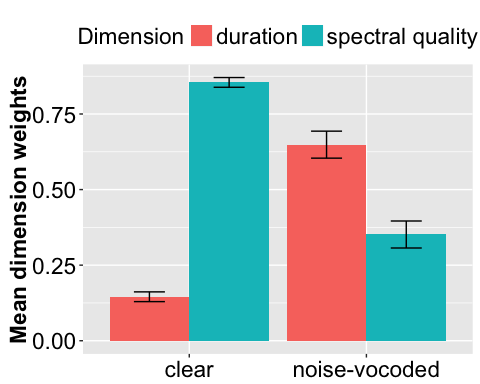 Dimension duration spectral quality
Mean dimension weights
0.75
0.50
0.25
0.00
clear noise-vocoded